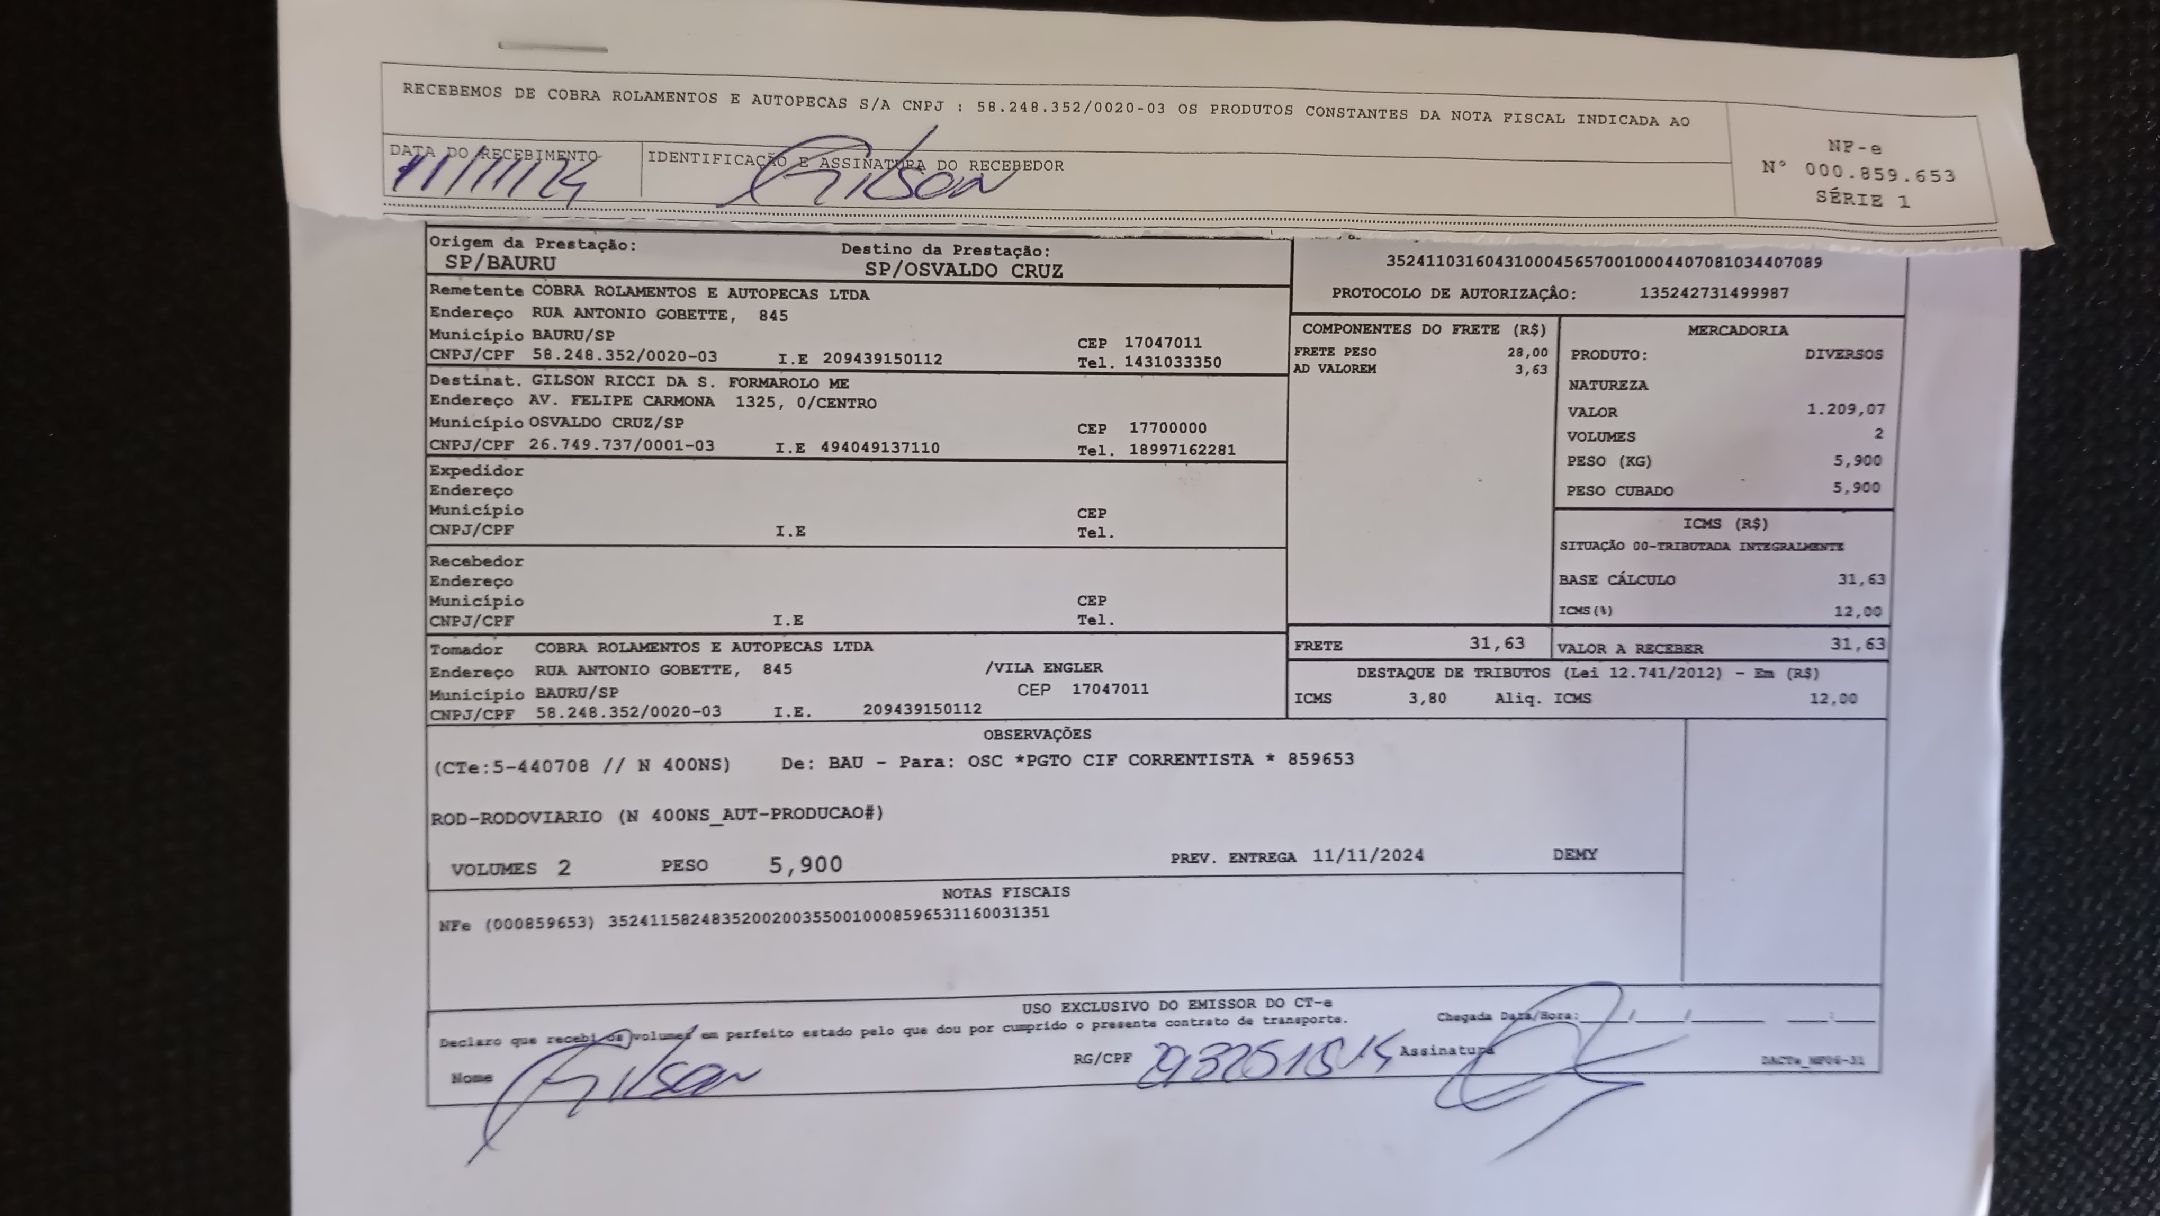 RECEBEMOS DE COBRA ROLAMENTOS E AUTOPECAS S/A CNPJ : 58.248.352/0020-03 OS PRODUTOS CONSTANTES DA NOTA FISCAL INDICADA AO
DATA DO RECEBIMENTO
11/11/24
IDENTIFICAÇÃO E ASSINATURA DO RECEBEDOR
Gilson
NF-e
N° 000.859.653
SÉRIE 1
Origem da Prestação:
SP/BAURU
Destino da Prestação:
SP/OSVALDO CRUZ
Remetente COBRA ROLAMENTOS E AUTOPECAS LTDA
Endereço RUA ANTONIO GOBETTE, 845
Município BAURU/SP CEP 17047011
CNPJ/CPF 58.248.352/0020-03 I.E 209439150112 Tel. 1431033350
Destinat. GILSON RICCI DA S. FORMAROLO ME
Endereço AV. FELIPE CARMONA 1325, 0/CENTRO
Município OSVALDO CRUZ/SP CEP 17700000
CNPJ/CPF 26.749.737/0001-03 I.E 494049137110 Tel. 18997162281
Expedidor
Endereço
Município CEP
CNPJ/CPF I.E Tel.
Recebedor
Endereço
Município CEP
CNPJ/CPF I.E Tel.
Tomador COBRA ROLAMENTOS E AUTOPECAS LTDA
Endereço RUA ANTONIO GOBETTE, 845 /VILA ENGLER
Município BAURU/SP CEP 17047011
CNPJ/CPF 58.248.352/0020-03 I.E. 209439150112
35241103160431000456570010004407081034407089
PROTOCOLO DE AUTORIZAÇÂO: 135242731499987
COMPONENTES DO FRETE (R$)
FRETE PESO 28,00
AD VALOREM 3,63
MERCADORIA
PRODUTO: DIVERSOS
NATUREZA
VALOR 1.209,07
VOLUMES 2
PESO (KG) 5,900
PESO CUBADO 5,900
ICMS (R$)
SITUAÇÃO 00-TRIBUTADA INTEGRALMENTE
BASE CÁLCULO 31,63
ICMS(%) 12,00
FRETE 31,63
VALOR A RECEBER 31,63
DESTAQUE DE TRIBUTOS (Lei 12.741/2012) - Em (R$)
ICMS 3,80 Aliq. ICMS 12,00
OBSERVAÇÕES
(CTe:5-440708 // N 400NS) De: BAU - Para: OSC *PGTO CIF CORRENTISTA * 859653
ROD-RODOVIARIO (N 400NS_AUT-PRODUCAO#)
VOLUMES 2 PESO 5,900 PREV. ENTREGA 11/11/2024 DEMY
NOTAS FISCAIS
NFe (000859653) 35241158248352002003550010008596531160031351
USO EXCLUSIVO DO EMISSOR DO CT-e
Declaro que recebi os volumes em perfeito estado pelo que dou por cumprido o presente contrato de transporte.
Chegada Data/Hora: / / :
Nome Gilson
RG/CPF
Assinatura